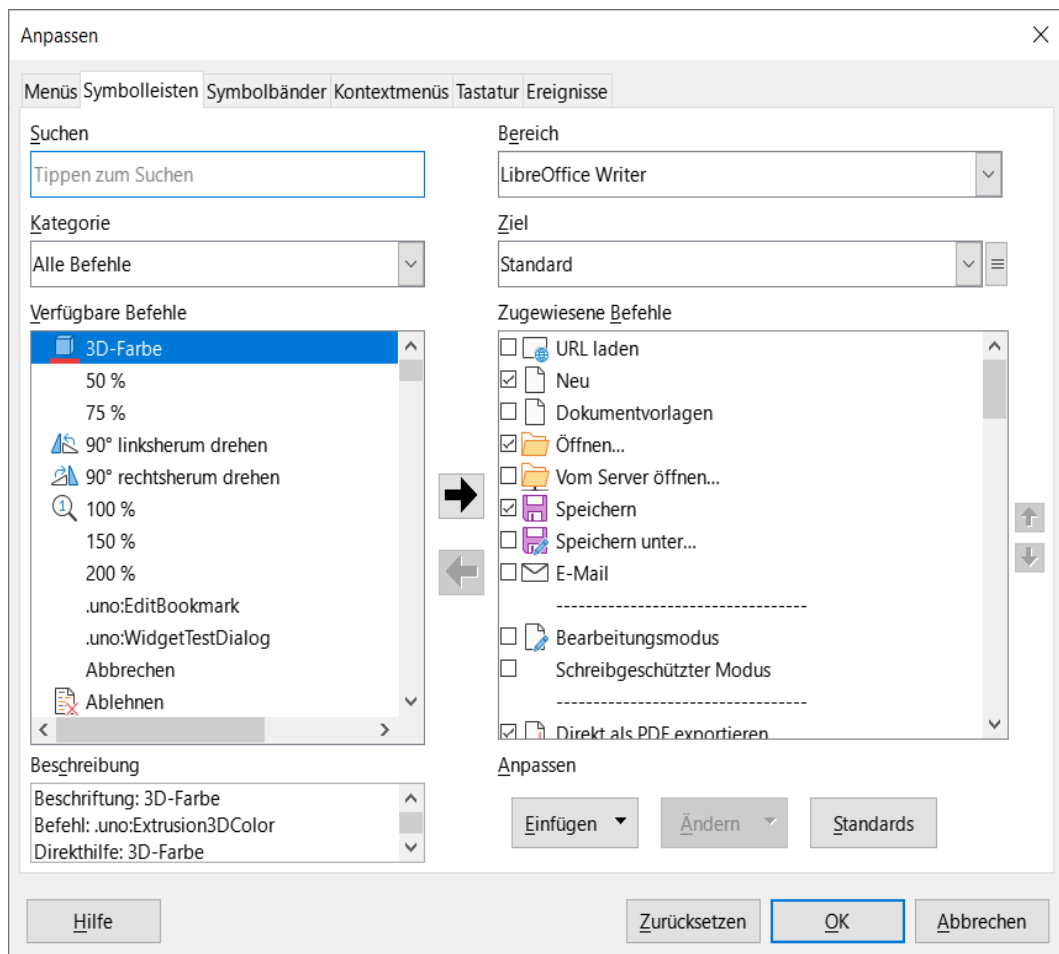 Anpassen
Menüs Symbolleisten Symbolbänder Kontextmenüs Tastatur Ereignisse
Suchen
Tippen zum Suchen
Kategorie
Alle Befehle
Verfügbare Befehle
3D-Farbe
50 %
75 %
90° linksherum drehen
90° rechtsherum drehen
100 %
150 %
200 %
.uno:EditBookmark
.uno:WidgetTestDialog
Abbrechen
Ablehnen
Beschreibung
Beschriftung: 3D-Farbe
Befehl: .uno:Extrusion3DColor
Direkthilfe: 3D-Farbe
Bereich
LibreOffice Writer
Ziel
Standard
Zugewiesene Befehle
URL laden
Neu
Dokumentvorlagen
Öffnen...
Vom Server öffnen...
Speichern
Speichern unter...
E-Mail
----------------------------------
Bearbeitungsmodus
Schreibgeschützter Modus
----------------------------------
Direkt als PDF exportieren
Anpassen
Einfügen Ändern Standards
Hilfe Zurücksetzen OK Abbrechen